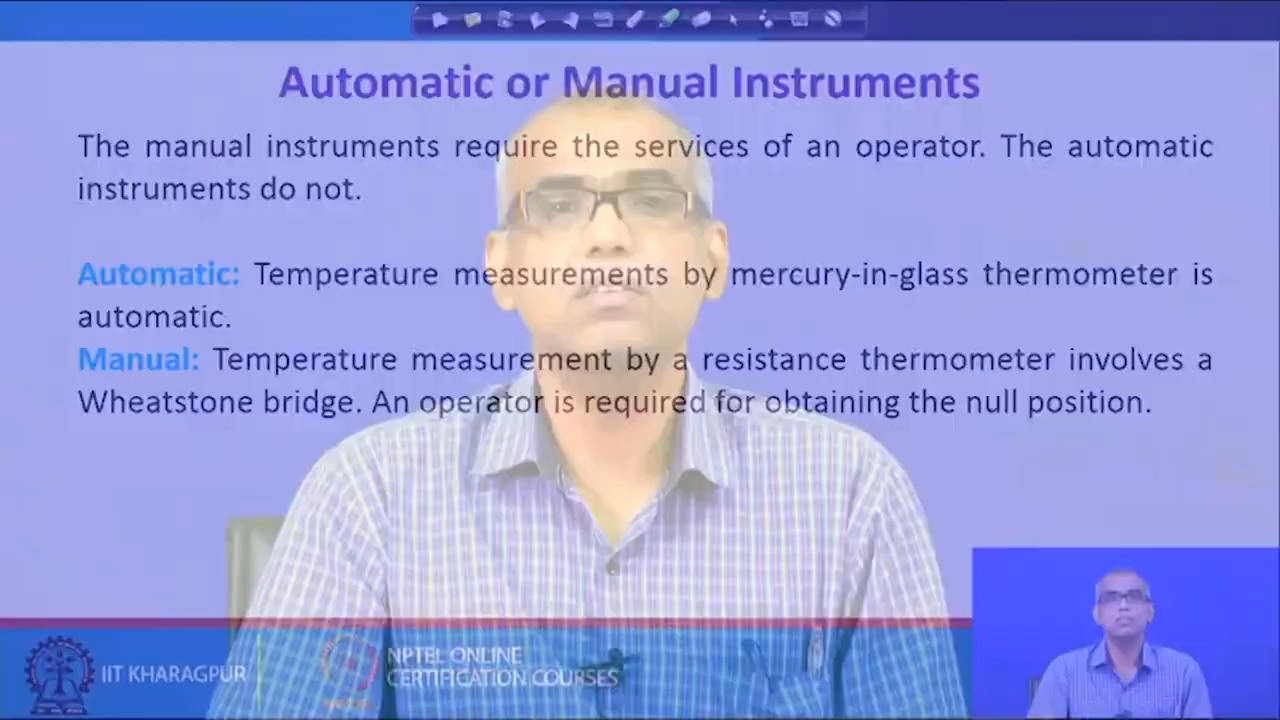 Automatic or Manual Instruments
The manual instruments require the services of an operator. The automatic
instruments do not.
Automatic: Temperature measurements by mercury-in-glass thermometer is
automatic.
Manual: Temperature measurement by a resistance thermometer involves a
Wheatstone bridge. An operator is required for obtaining the null position.
IIT KHARAGPUR
NPTEL ONLINE
CERTIFICATION COURSES